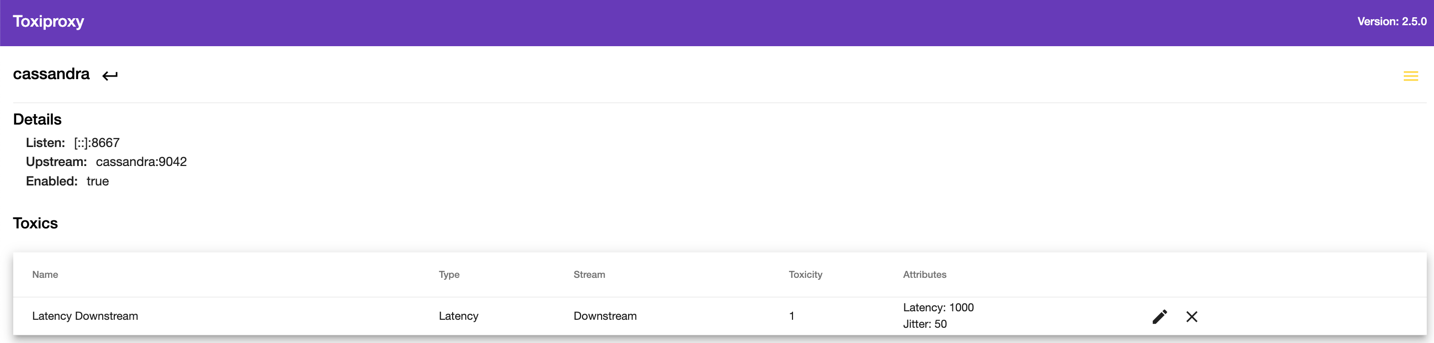 Toxiproxy Version: 2.5.0
cassandra
Details
Listen: [::]:8667
Upstream: cassandra:9042
Enabled: true
Toxics
Name Type Stream Toxicity Attributes
Latency Downstream Latency Downstream 1 Latency: 1000
Jitter: 50